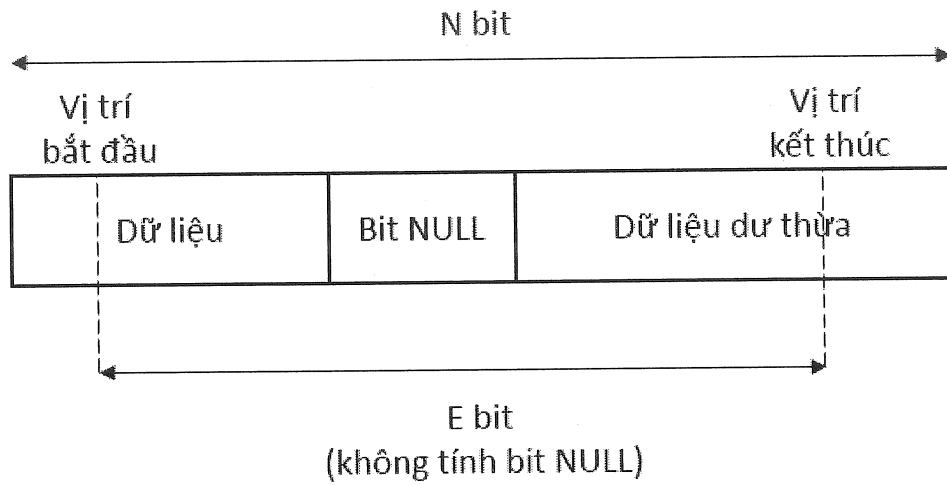 N bit
Vị trí
bắt đầu
Vị trí
kết thúc
Dữ liệu
Bit NULL
Dữ liệu dư thừa
E bit
(không tính bit NULL)